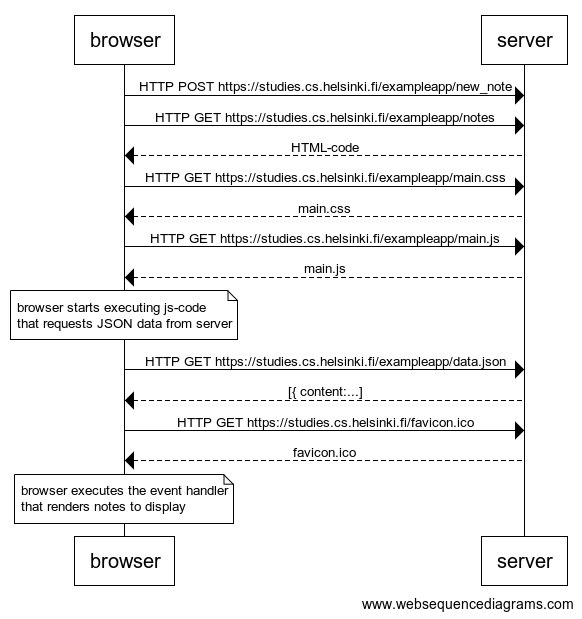 browser
server
HTTP POST https://studies.cs.helsinki.fi/exampleapp/new_note
HTTP GET https://studies.cs.helsinki.fi/exampleapp/notes
HTML-code
HTTP GET https://studies.cs.helsinki.fi/exampleapp/main.css
main.css
HTTP GET https://studies.cs.helsinki.fi/exampleapp/main.js
main.js
browser starts executing js-code
that requests JSON data from server
HTTP GET https://studies.cs.helsinki.fi/exampleapp/data.json
[{ content:...]
HTTP GET https://studies.cs.helsinki.fi/favicon.ico
favicon.ico
browser executes the event handler
that renders notes to display
browser
server
www.websequencediagrams.com